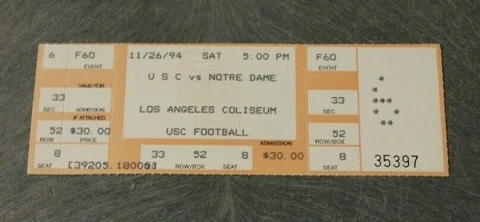 6 F60 11/26/94 SAT 5:00 PM F60
EVENT EVENT
VALID FOR
U S C vs NOTRE DAME
33 33
SEC ADMISSION SEC
IF ATTACHED
LOS ANGELES COLISEUM
52 $30.00 52
ROW/BOX PRICE USC FOOTBALL ROW/BOX
ADMISSION
8 33 52 8 $30.00 8
SEAT SEC ROW/BOX SEAT SEAT
35397